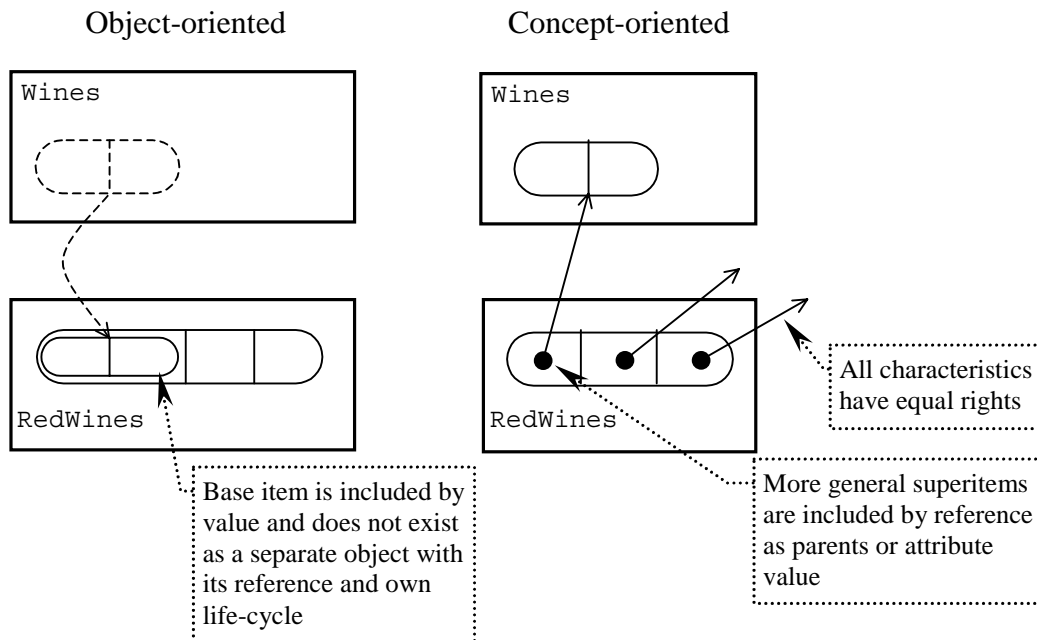 Object-oriented
Concept-oriented
Wines
Wines
RedWines
RedWines
All characteristics
have equal rights
Base item is included by
value and does not exist
as a separate object with
its reference and own
life-cycle
More general superitems
are included by reference
as parents or attribute
value